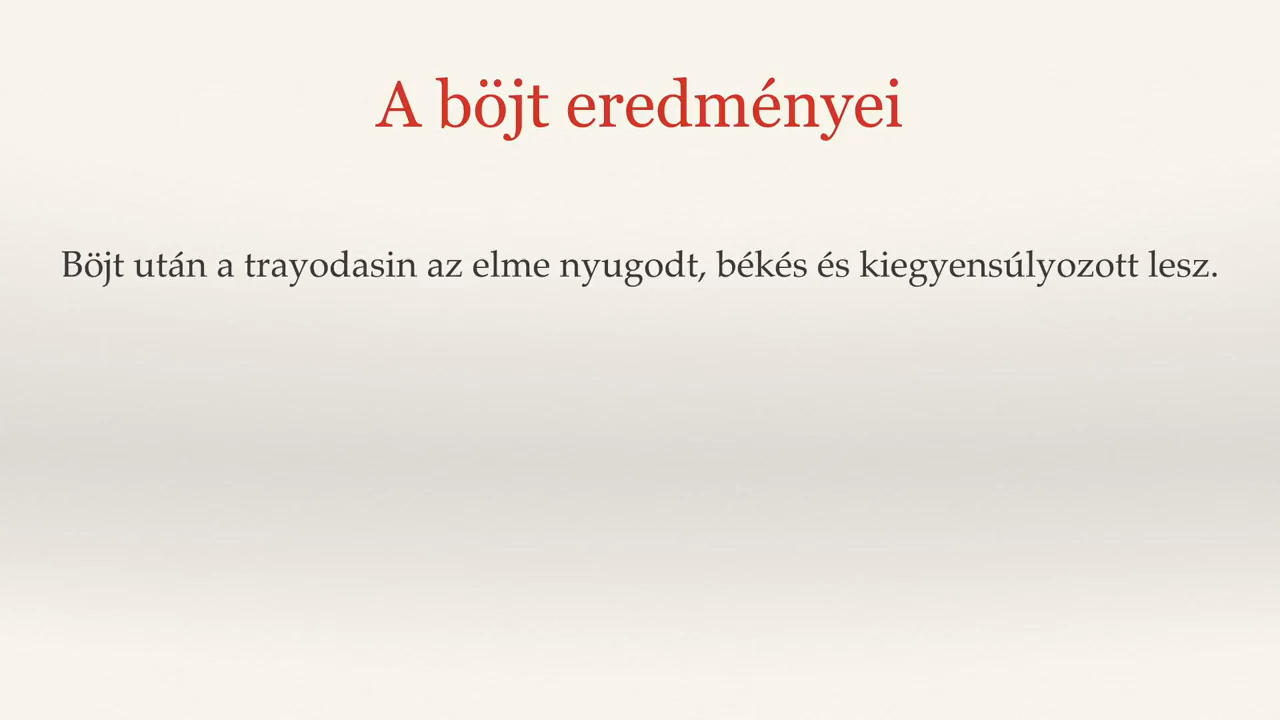 A böjt eredményei
Böjt után a trayodasin az elme nyugodt, békés és kiegyensúlyozott lesz.